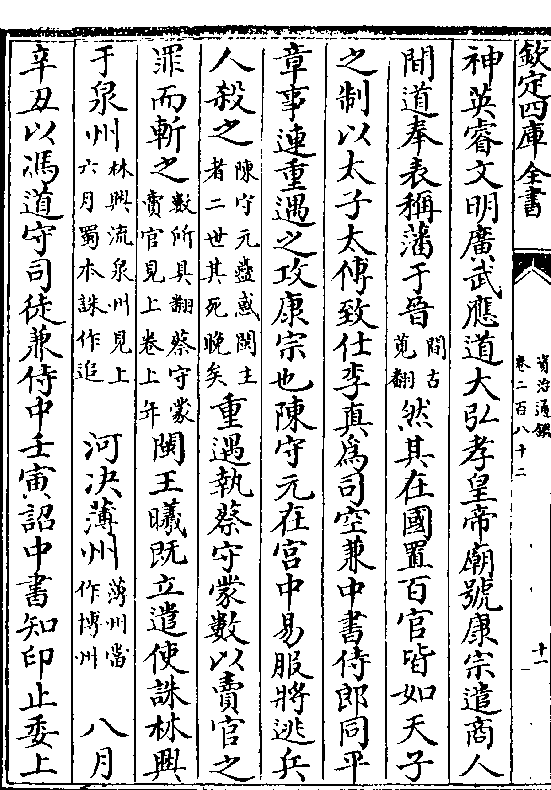 欽定四庫全書
資治通鑑
卷二百八十二
十一
神英睿文明廣武應道大弘孝皇帝廟號康宗遣商人
間道奉表稱藩于晉間古莧翻然其在國置百官皆如天子
之制以太子太傅致仕李真為司空兼中書侍郎同平
章事連重遇之攻康宗也陳守元在宮中易服將逃兵
人殺之陳守元蠱惑閩主者二世其死晚矣重遇執蔡守蒙數以賣官之
罪而斬之數所具翻蔡守蒙賣官見上卷上年閩王曦既立遣使誅林興
于泉州林興流泉州見上六月蜀本誅作追河决薄州薄州當作博州八月
辛丑以馮道守司徒兼侍中壬寅詔中書知印止委上